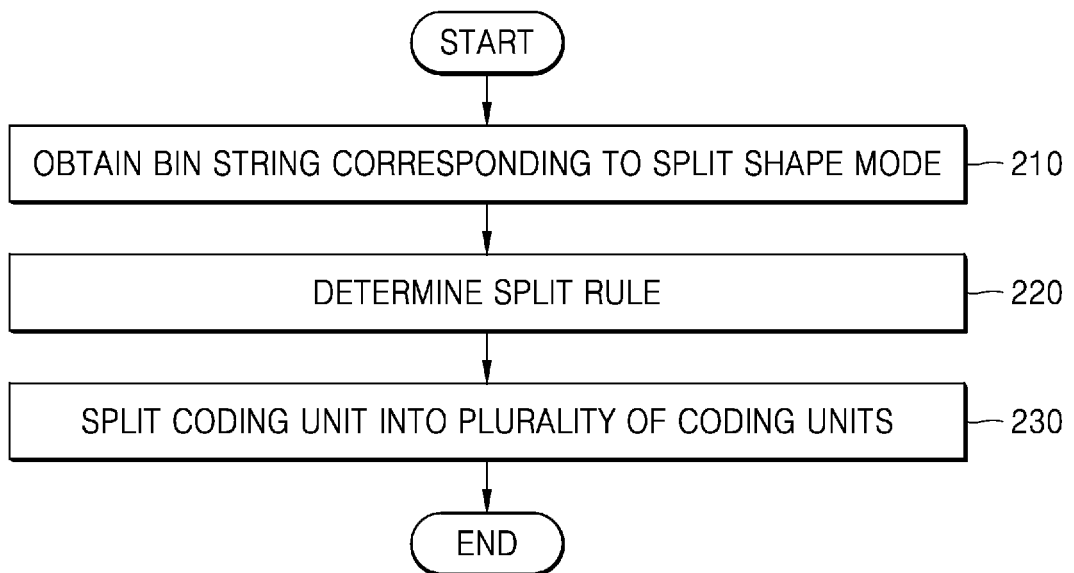 START
OBTAIN BIN STRING CORRESPONDING TO SPLIT SHAPE MODE
210
DETERMINE SPLIT RULE
220
SPLIT CODING UNIT INTO PLURALITY OF CODING UNITS
230
END